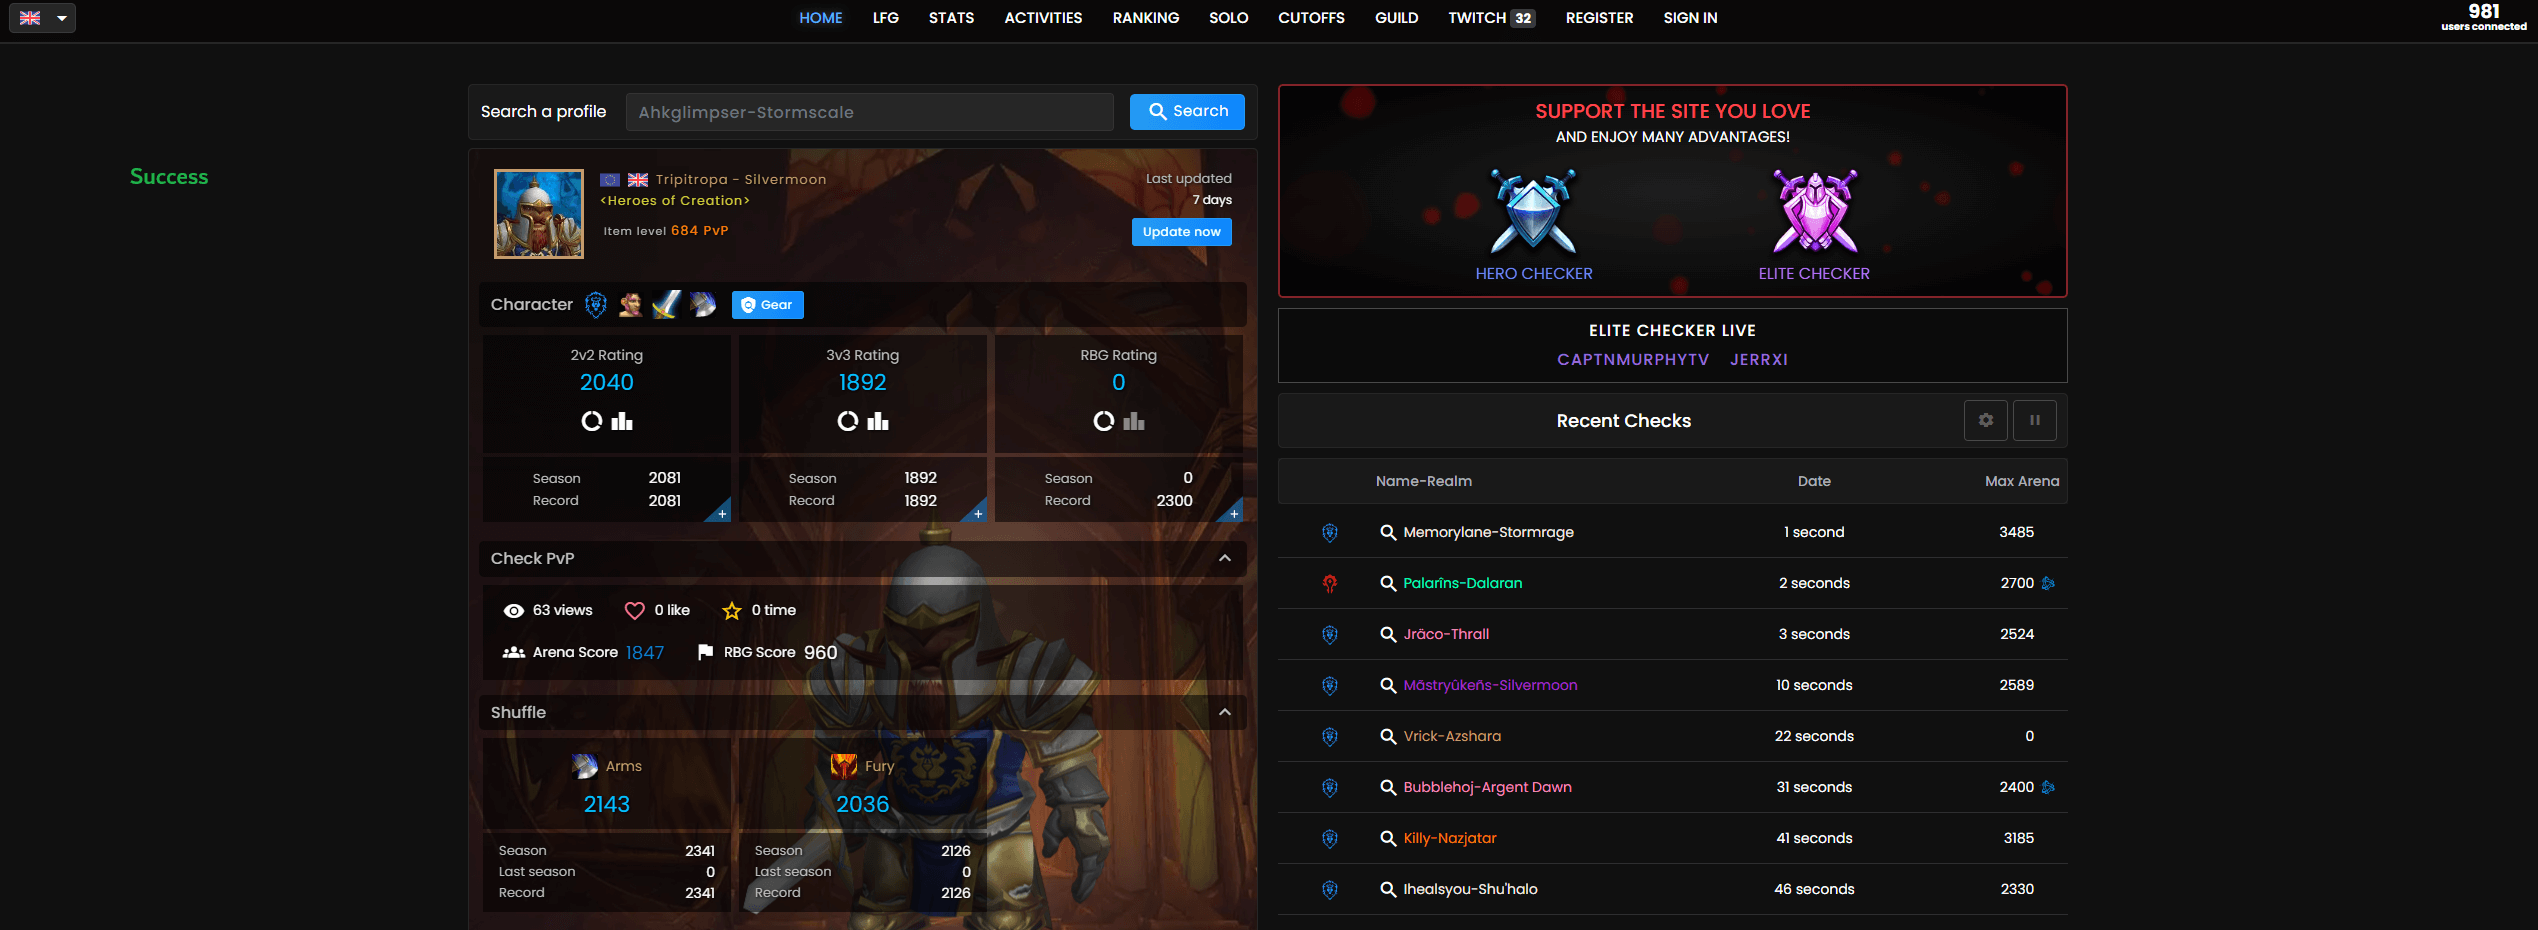 HOME LFG STATS ACTIVITIES RANKING SOLO CUTOFFS GUILD TWITCH 32 REGISTER SIGN IN
981
users connected
Search a profile Ahkglimpser-Stormscale Search
Success
Tripitropa - Silvermoon
<Heroes of Creation>
Item level 684 PvP
Last updated
7 days
Update now
Character Gear
2v2 Rating
2040
Season 2081
Record 2081
+
3v3 Rating
1892
Season 1892
Record 1892
+
RBG Rating
0
Season 0
Record 2300
+
Check PvP
63 views 0 like 0 time
Arena Score 1847 RBG Score 960
Shuffle
Arms
2143
Season 2341
Last season 0
Record 2341
Fury
2036
Season 2126
Last season 0
Record 2126
SUPPORT THE SITE YOU LOVE
AND ENJOY MANY ADVANTAGES!
HERO CHECKER ELITE CHECKER
ELITE CHECKER LIVE
CAPTNMURPHYTV JERRXI
Recent Checks
Name-Realm Date Max Arena
Memorylane-Stormrage 1 second 3485
Palarîns-Dalaran 2 seconds 2700
Jräco-Thrall 3 seconds 2524
Mãstryûkeñs-Silvermoon 10 seconds 2589
Vrick-Azshara 22 seconds 0
Bubblehoj-Argent Dawn 31 seconds 2400
Killy-Nazjatar 41 seconds 3185
Ihealsyou-Shu'halo 46 seconds 2330